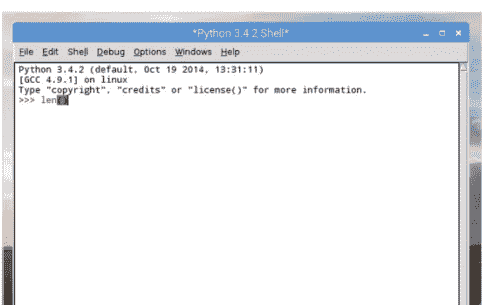 *Python 3.4.2 Shell*
File Edit Shell Debug Options Windows Help
Python 3.4.2 (default, Oct 19 2014, 13:31:11)
[GCC 4.9.1] on linux
Type "copyright", "credits" or "license()" for more information.
>>> len()